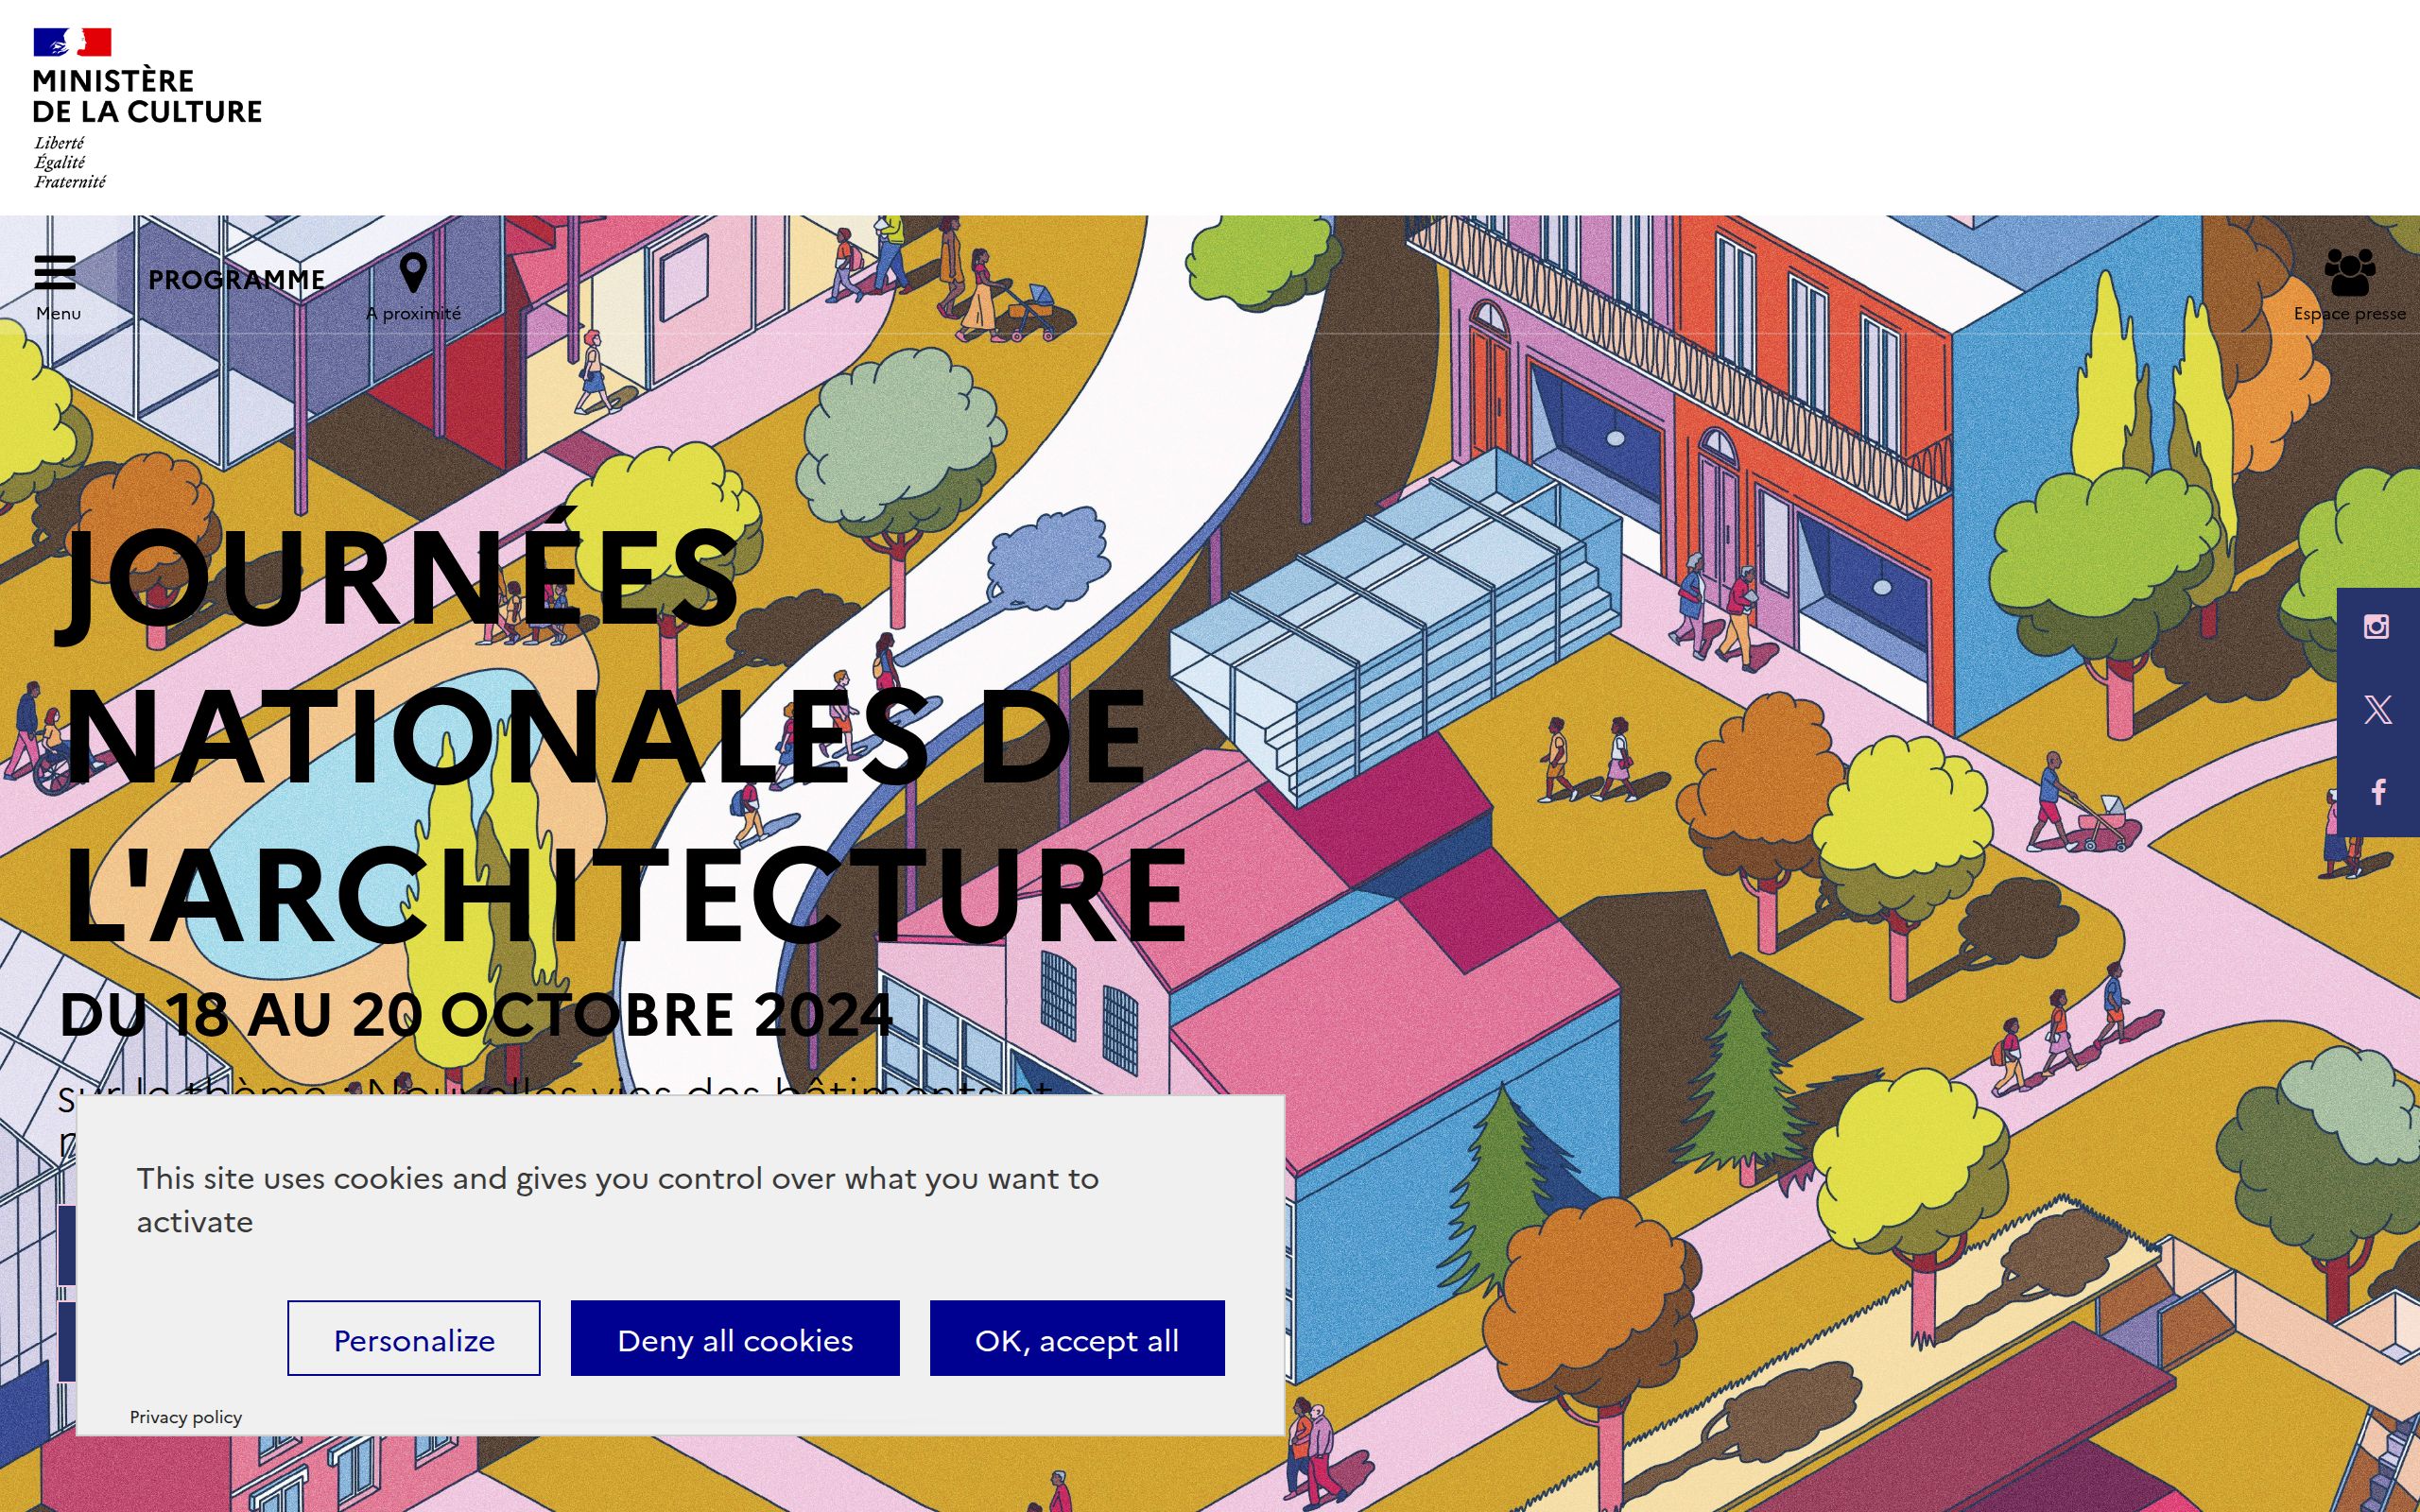 MINISTÈRE
DE LA CULTURE
Liberté
Égalité
Fraternité
Menu
PROGRAMME
A proximité
Espace presse
JOURNÉES
NATIONALES DE
L'ARCHITECTURE
DU 18 AU 20 OCTOBRE 2024
sur le thème : Nouvelles vies des bâtiments et
This site uses cookies and gives you control over what you want to
activate
Personalize
Deny all cookies
OK, accept all
Privacy policy